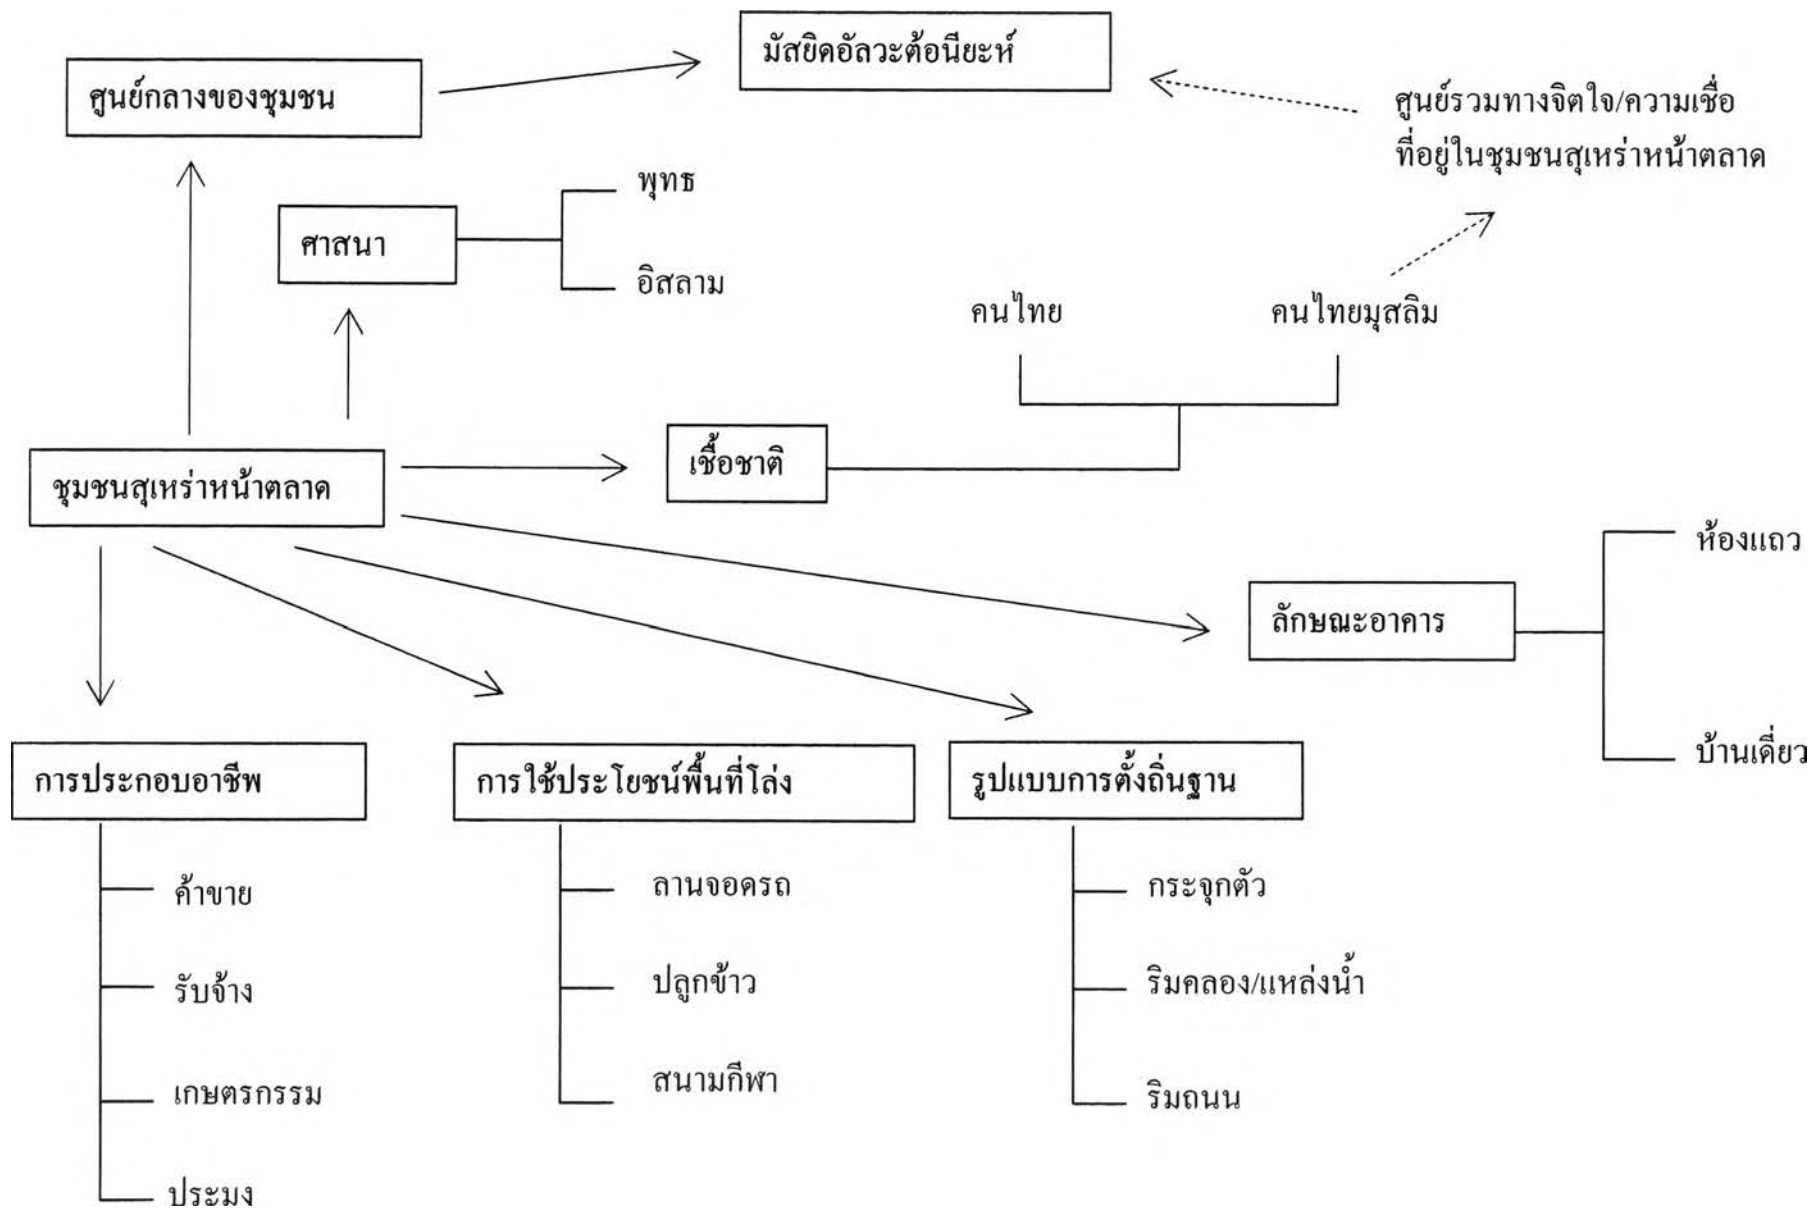 มัสยิดอัลวะต้อนียะห์
ศูนย์กลางของชุมชน
ศูนย์รวมทางจิตใจ/ความเชื่อ
ที่อยู่ในชุมชนสุเหร่าหน้าตลาด
พุทธ
ศาสนา
อิสลาม
คนไทย
คนไทยมุสลิม
เชื้อชาติ
ชุมชนสุเหร่าหน้าตลาด
ห้องแถว
ลักษณะอาคาร
บ้านเดี่ยว
การประกอบอาชีพ
ค้าขาย
รับจ้าง
เกษตรกรรม
ประมง
การใช้ประโยชน์พื้นที่โล่ง
ลานจอดรถ
ปลูกข้าว
สนามกีฬา
รูปแบบการตั้งถิ่นฐาน
กระจุกตัว
ริมคลอง/แหล่งน้ำ
ริมถนน